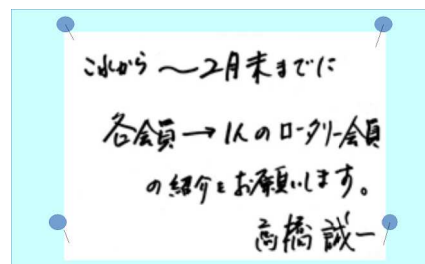 これから 〜2月末までに
各会員→1人のロータリー会員
の紹介をお願いします。
高橋 誠一